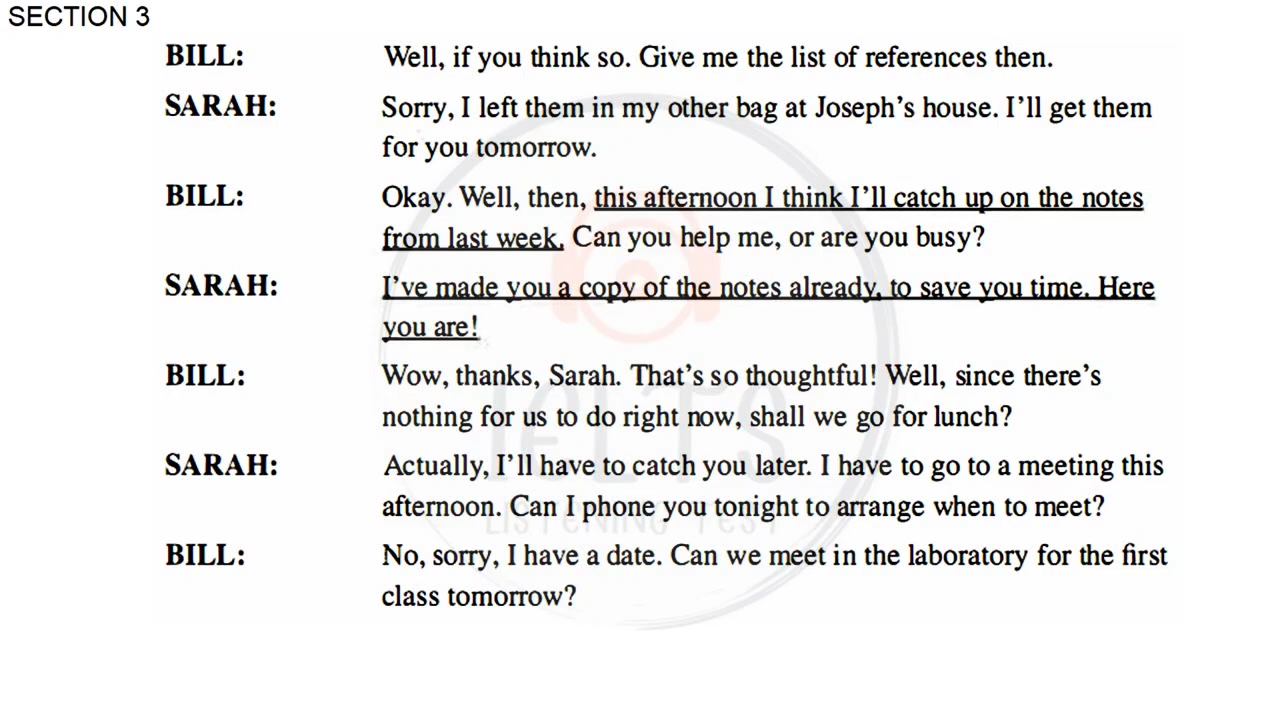 SECTION 3
BILL: Well, if you think so. Give me the list of references then.
SARAH: Sorry, I left them in my other bag at Joseph's house. I'll get them
for you tomorrow.
BILL: Okay. Well, then, this afternoon I think I'll catch up on the notes
from last week. Can you help me, or are you busy?
SARAH: I've made you a copy of the notes already, to save you time. Here
you are!
BILL: Wow, thanks, Sarah. That's so thoughtful! Well, since there's
nothing for us to do right now, shall we go for lunch?
SARAH: Actually, I'll have to catch you later. I have to go to a meeting this
afternoon. Can I phone you tonight to arrange when to meet?
BILL: No, sorry, I have a date. Can we meet in the laboratory for the first
class tomorrow?
IELTS
LISTENING TEST